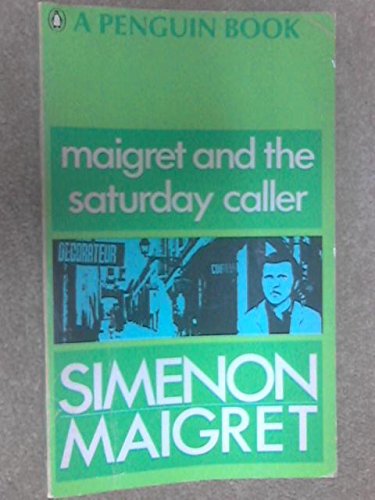 A PENGUIN BOOK
maigret and the
saturday caller
DECORATEUR
SIMENON
MAIGRET